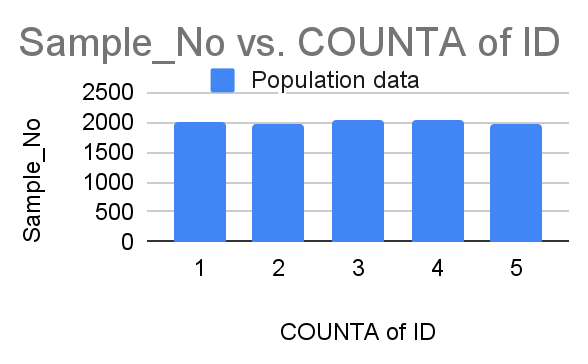 Sample_No vs. COUNTA of ID
Population data
2500
2000
1500
1000
500
0
Sample_No
1 2 3 4 5
COUNTA of ID